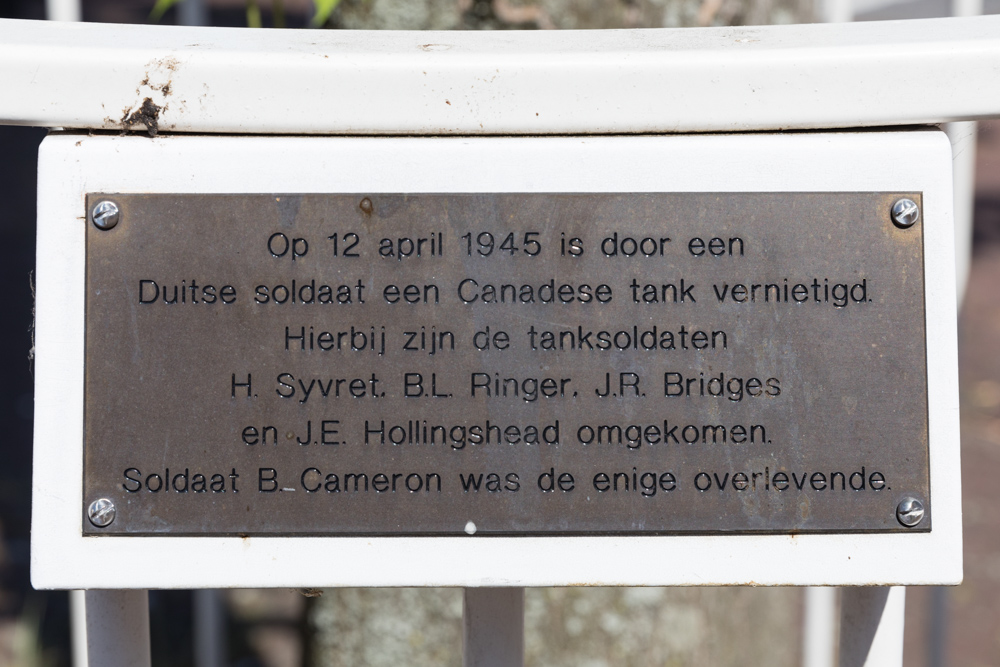 Op 12 april 1945 is door een
Duitse soldaat een Canadese tank vernietigd.
Hierbij zijn de tanksoldaten
H. Syvret. B.L. Ringer. J.R. Bridges
en J.E. Hollingshead omgekomen.
Soldaat B. Cameron was de enige overlevende.